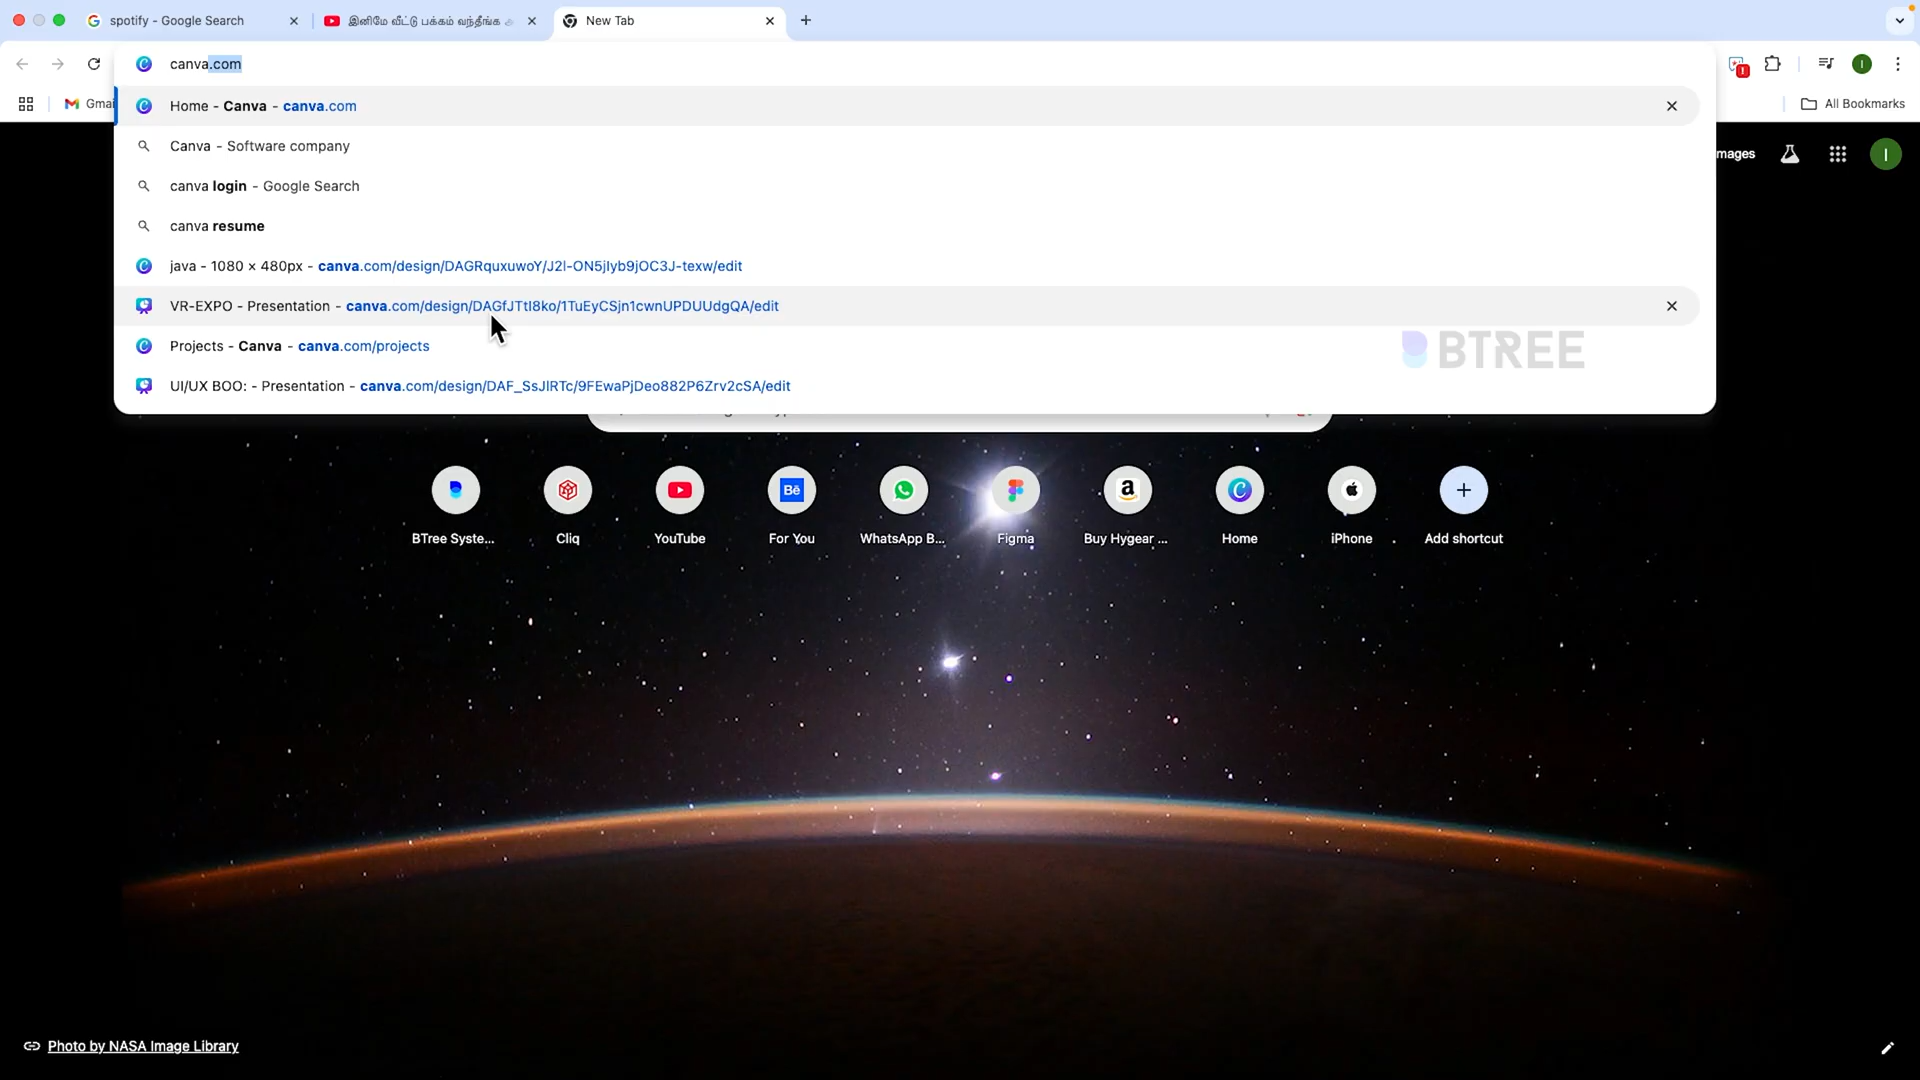 spotify - Google Search
இனிமே வீட்டு பக்கம் வந்தீங்க
New Tab
canva.com
Gmai
All Bookmarks
Home - Canva - canva.com
Canva - Software company
canva login - Google Search
canva resume
java - 1080 × 480px - canva.com/design/DAGRquxuwoY/J2l-ON5jIyb9jOC3J-texw/edit
VR-EXPO - Presentation - canva.com/design/DAGfJTtI8ko/1TuEyCSjn1cwnUPDUUdgQA/edit
Projects - Canva - canva.com/projects
UI/UX BOO: - Presentation - canva.com/design/DAF_SsJlRTc/9FEwaPjDeo882P6Zrv2cSA/edit
mages
I
BTREE
BTree Syste...
Cliq
YouTube
For You
WhatsApp B...
Figma
Buy Hygear ...
Home
iPhone
Add shortcut
Photo by NASA Image Library